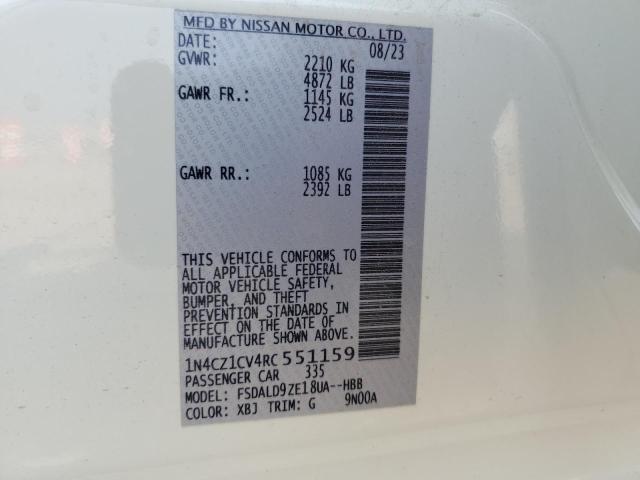 MFD BY NISSAN MOTOR CO., LTD.
DATE: 08/23
GVWR: 2210 KG
4872 LB
GAWR FR.: 1145 KG
2524 LB
GAWR RR.: 1085 KG
2392 LB
THIS VEHICLE CONFORMS TO
ALL APPLICABLE FEDERAL
MOTOR VEHICLE SAFETY,
BUMPER, AND THEFT
PREVENTION STANDARDS IN
EFFECT ON THE DATE OF
MANUFACTURE SHOWN ABOVE.
1N4CZ1CV4RC551159
PASSENGER CAR 335
MODEL: FSDALD9ZE18UA--HBB
COLOR: XBJ TRIM: G 9N00A